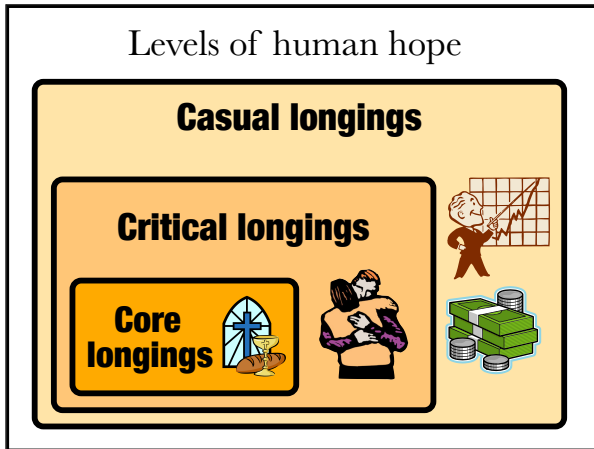 Levels of human hope
Casual longings
Critical longings
Core
longings